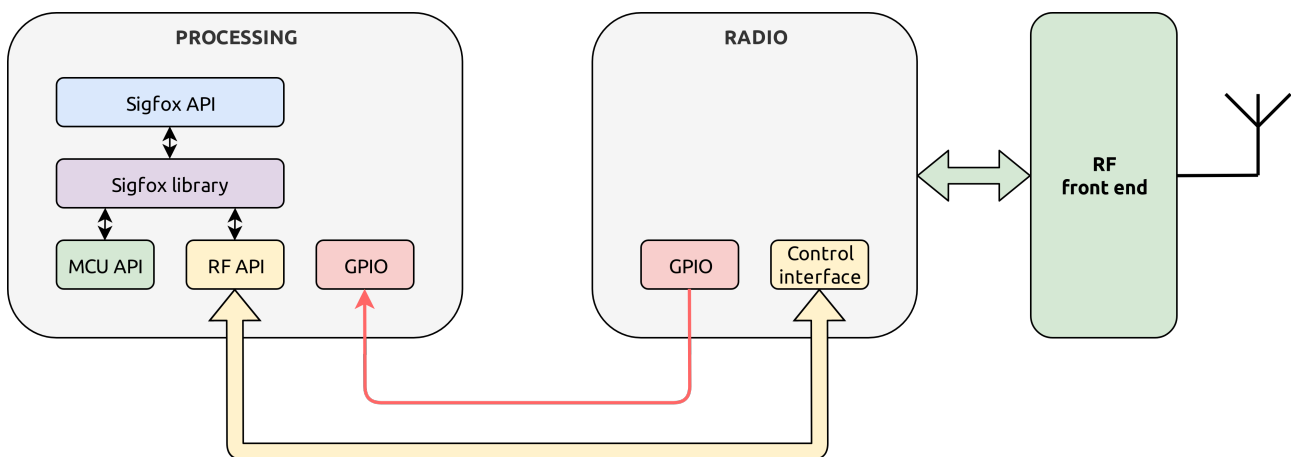 PROCESSING
Sigfox API
Sigfox library
MCU API
RF API
GPIO
RADIO
GPIO
Control
interface
RF
front end